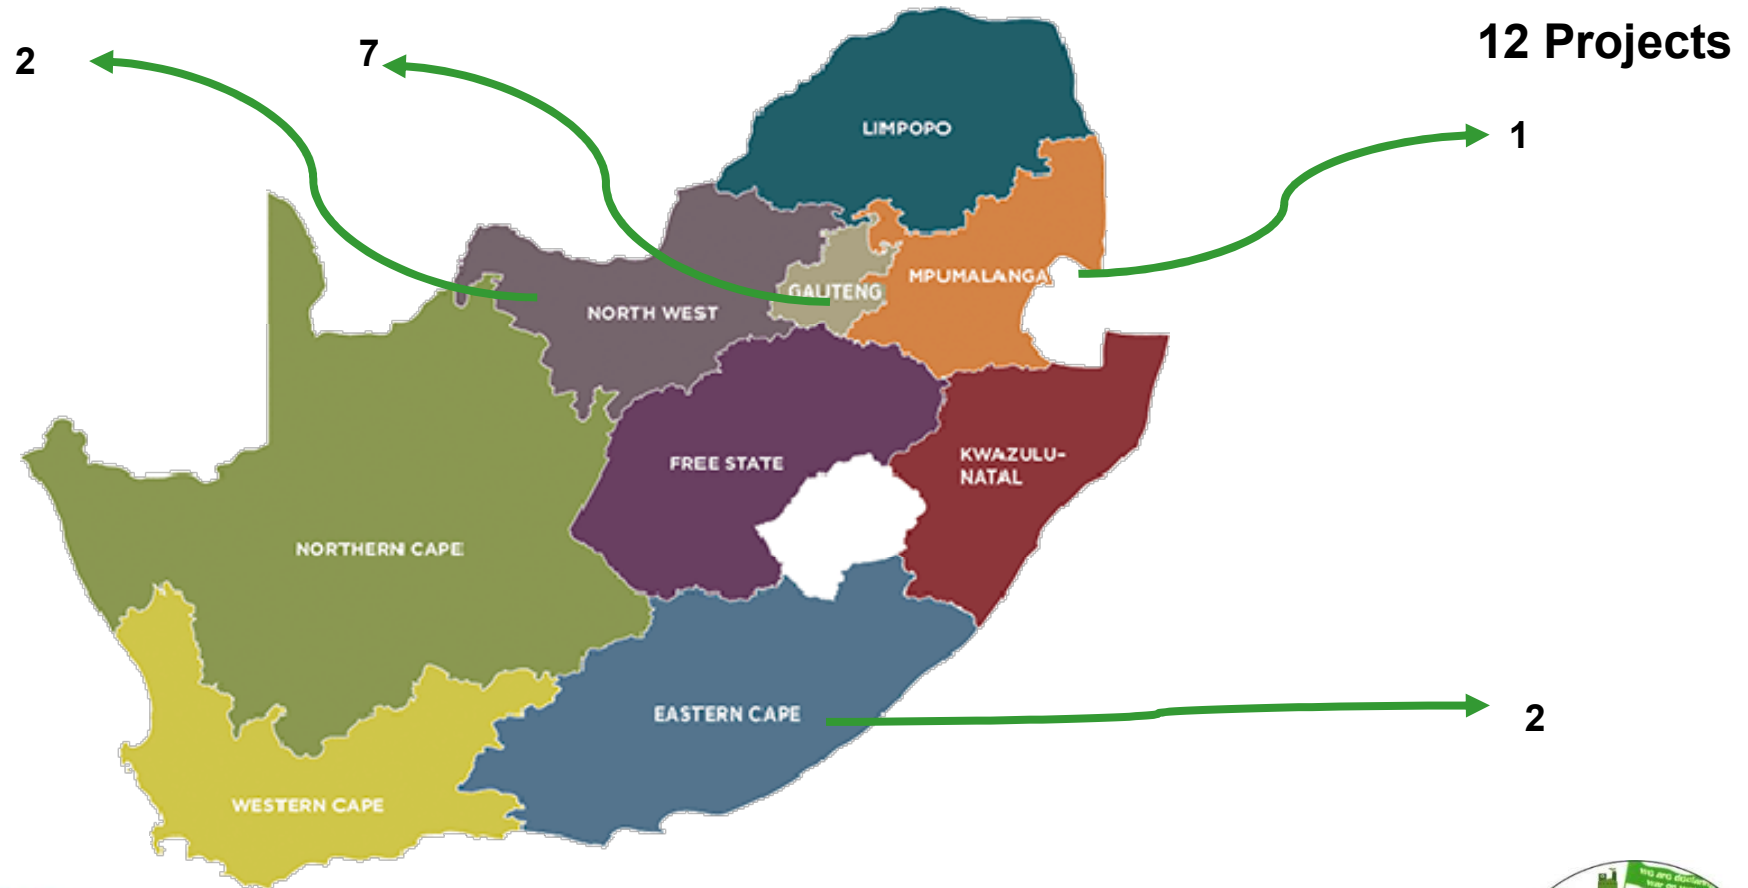 12 Projects
2
7
1
LIMPOPO
MPUMALANGA
GAUTENG
NORTH WEST
FREE STATE
KWAZULU-
NATAL
NORTHERN CAPE
EASTERN CAPE
2
WESTERN CAPE